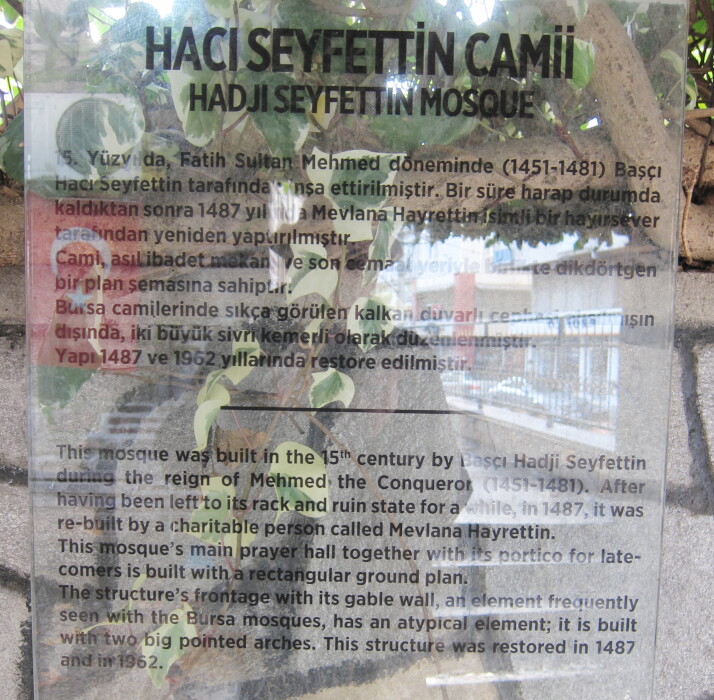 HACI SEYFETTİN CAMİİ
HADJI SEYFETTIN MOSQUE
15. Yüzyılda, Fatih Sultan Mehmed döneminde (1451-1481) Başçı
Hacı Seyfettin tarafından inşa ettirilmiştir. Bir süre harap durumda
kaldıktan sonra 1487 yılında Mevlana Hayrettin isimli bir hayırsever
tarafından yeniden yaptırılmıştır.
Cami, asıl ibadet mekanı ve son cemaat yeriyle birlikte dikdörtgen
bir plan şemasına sahiptir.
Bursa camilerinde sıkça görülen kalkan duvarlı cephesi
dışında, iki büyük sivri kemerli olarak düzenlenmiştir.
Yapı 1487 ve 1962 yıllarında restore edilmiştir.
This mosque was built in the 15th century by Başçı Hadji Seyfettin
during the reign of Mehmed the Conqueror (1451-1481). After
having been left to its rack and ruin state for a while, in 1487, it was
re-built by a charitable person called Mevlana Hayrettin.
This mosque's main prayer hall together with its portico for late-
comers is built with a rectangular ground plan.
The structure's frontage with its gable wall, an element frequently
seen with the Bursa mosques, has an atypical element; it is built
with two big pointed arches. This structure was restored in 1487
and in 1962.